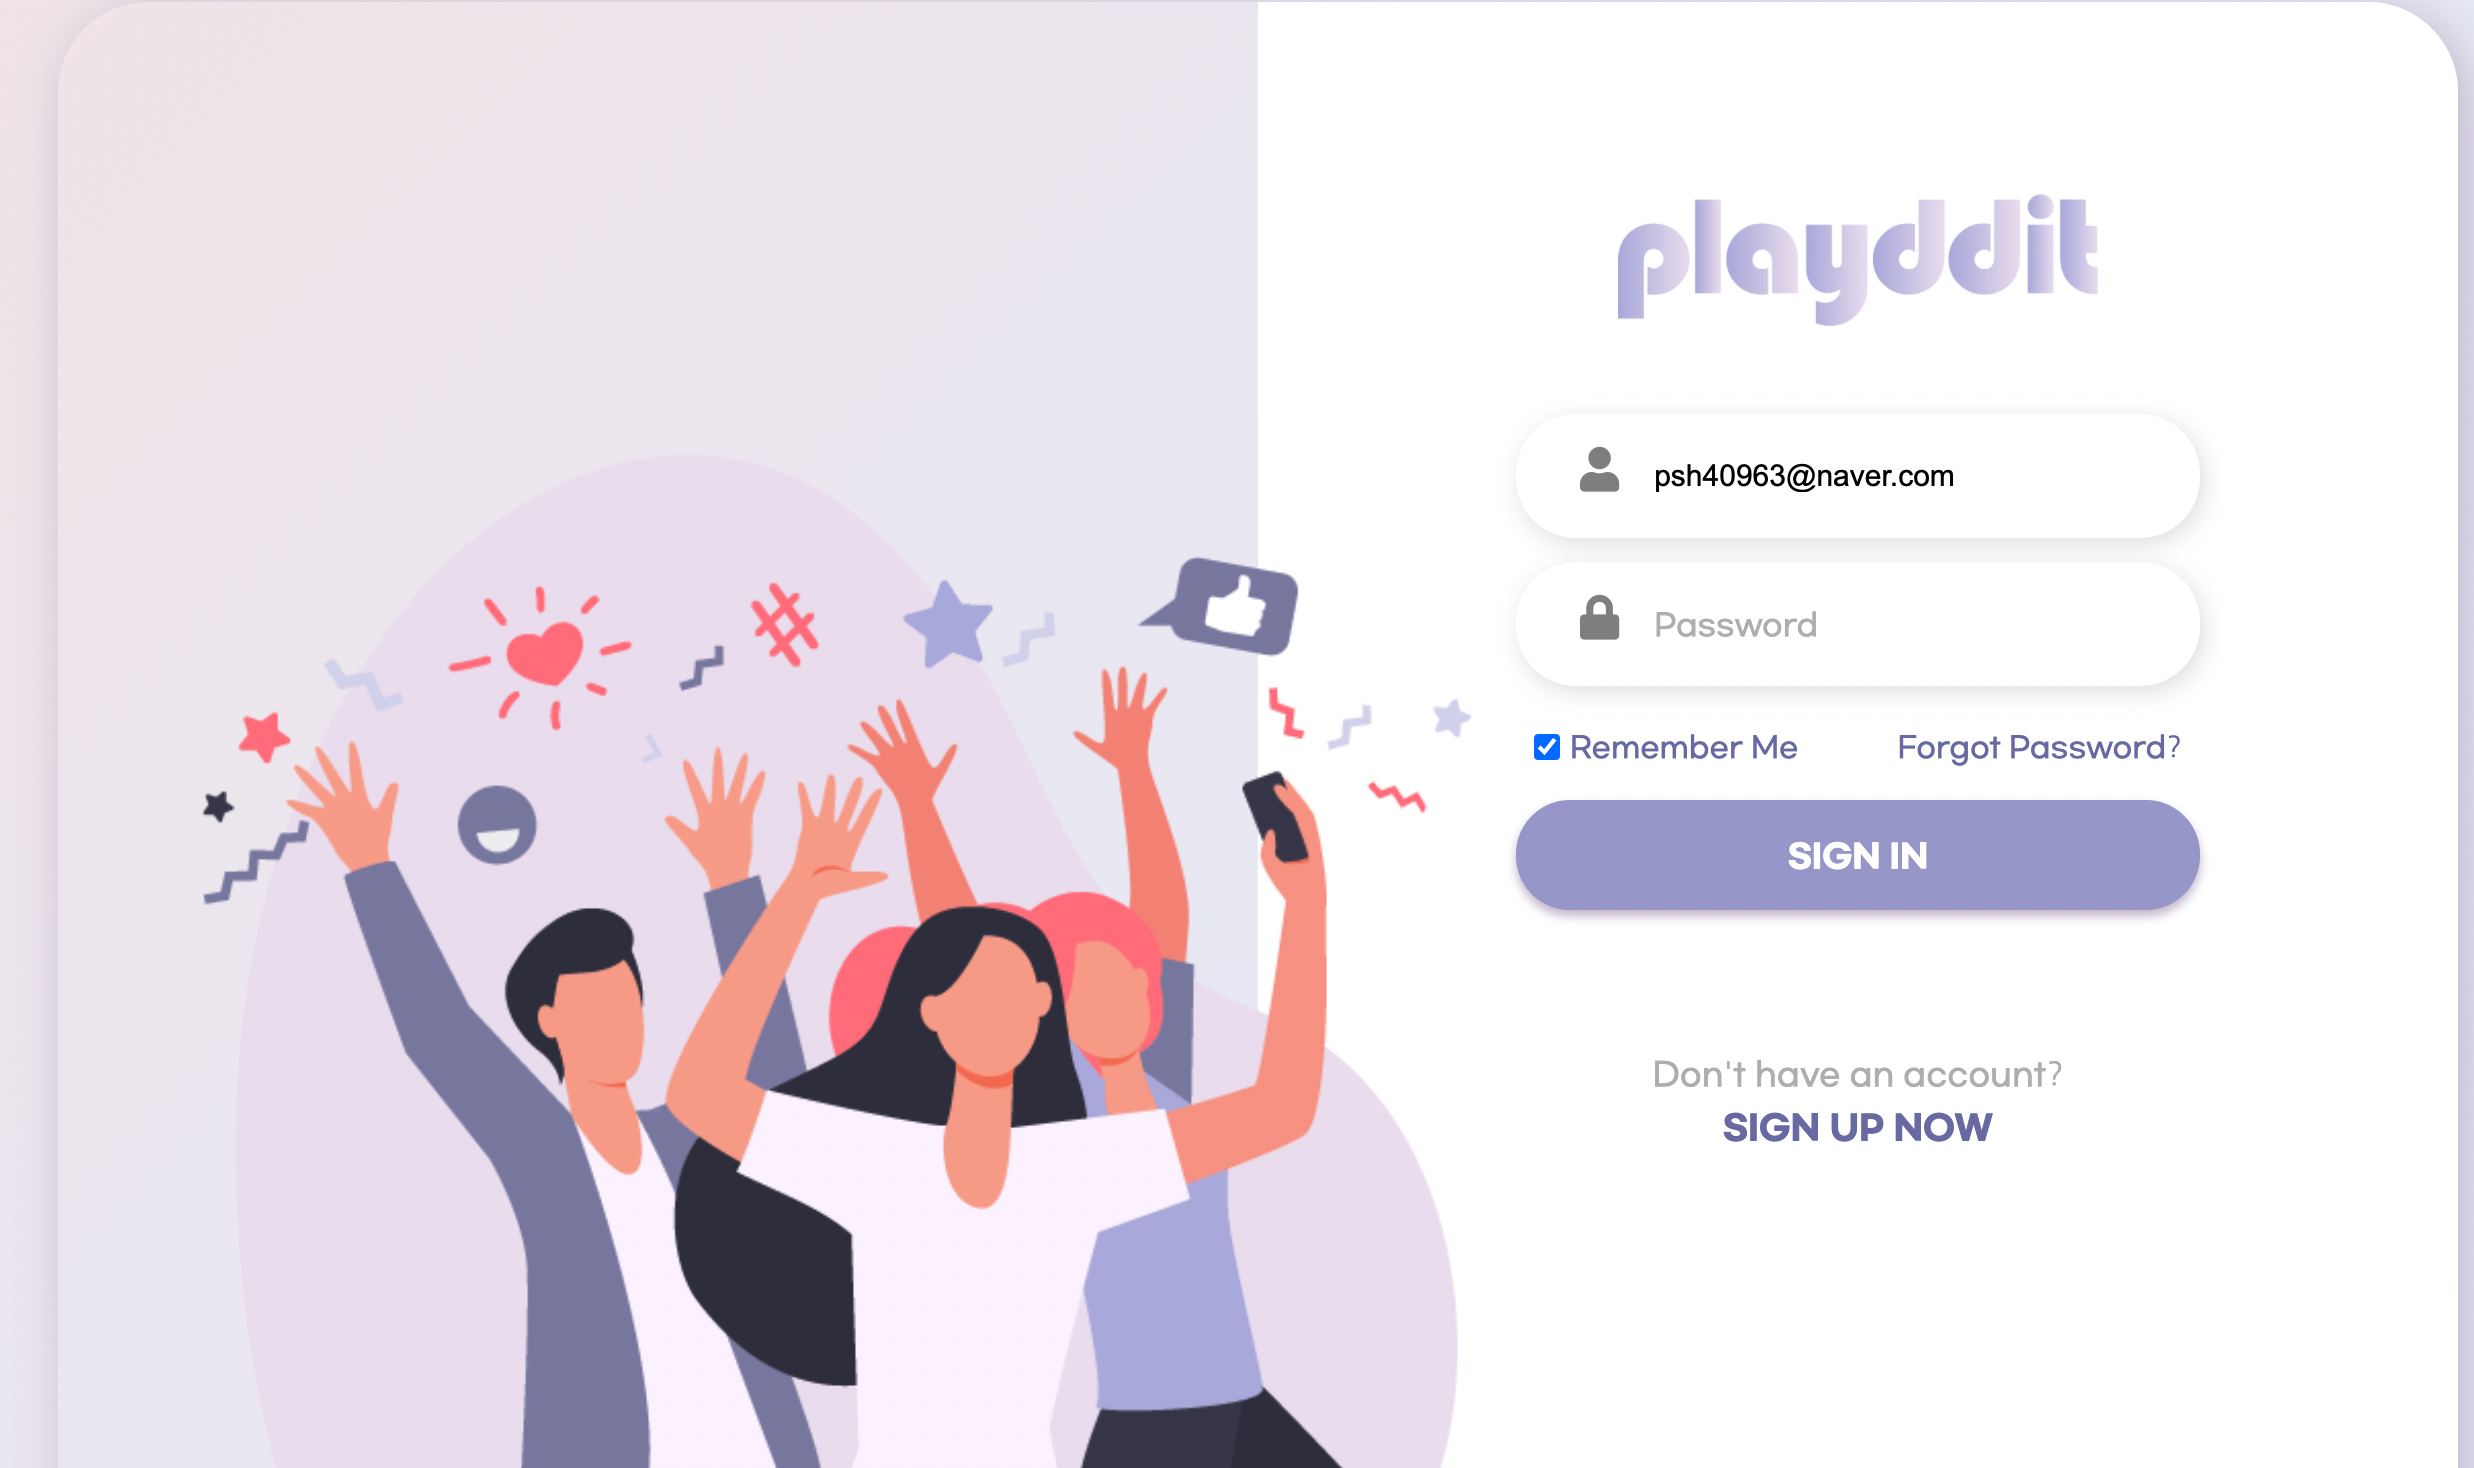 playddit
psh40963@naver.com
Password
Remember Me
Forgot Password?
SIGN IN
Don't have an account?
SIGN UP NOW